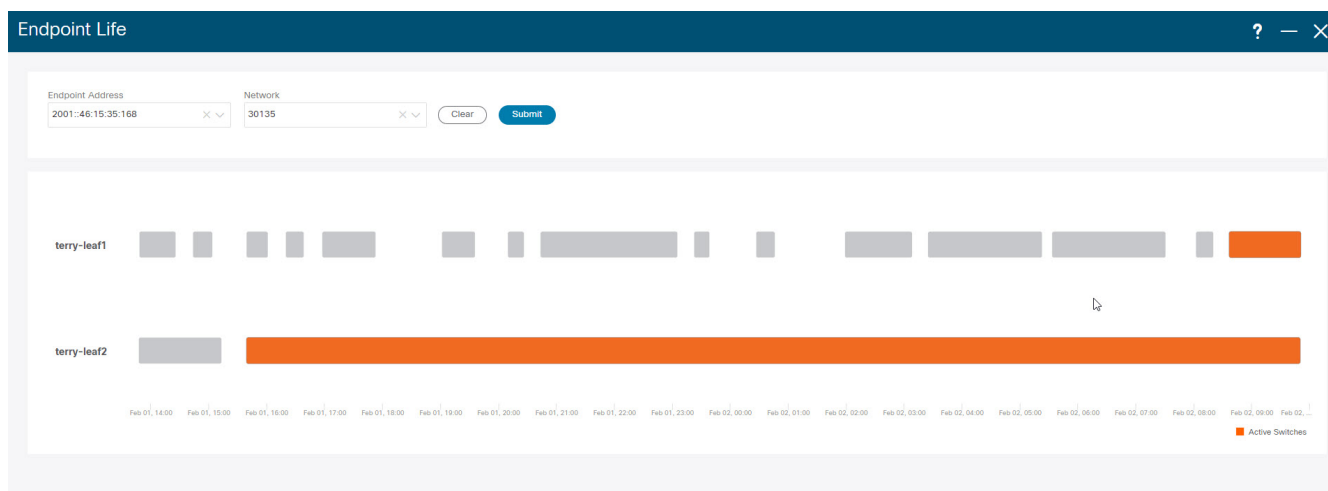 Endpoint Life
?
Endpoint Address Network
2001::46:15:35:168 30135 Clear Submit
terry-leaf1
terry-leaf2
Feb 01, 14:00 Feb 01, 15:00 Feb 01, 16:00 Feb 01, 17:00 Feb 01, 18:00 Feb 01, 19:00 Feb 01, 20:00 Feb 01, 21:00 Feb 01, 22:00 Feb 01, 23:00 Feb 02, 00:00 Feb 02, 01:00 Feb 02, 02:00 Feb 02, 03:00 Feb 02, 04:00 Feb 02, 05:00 Feb 02, 06:00 Feb 02, 07:00 Feb 02, 08:00 Feb 02, 09:00 Feb 02, ...
Active Switches